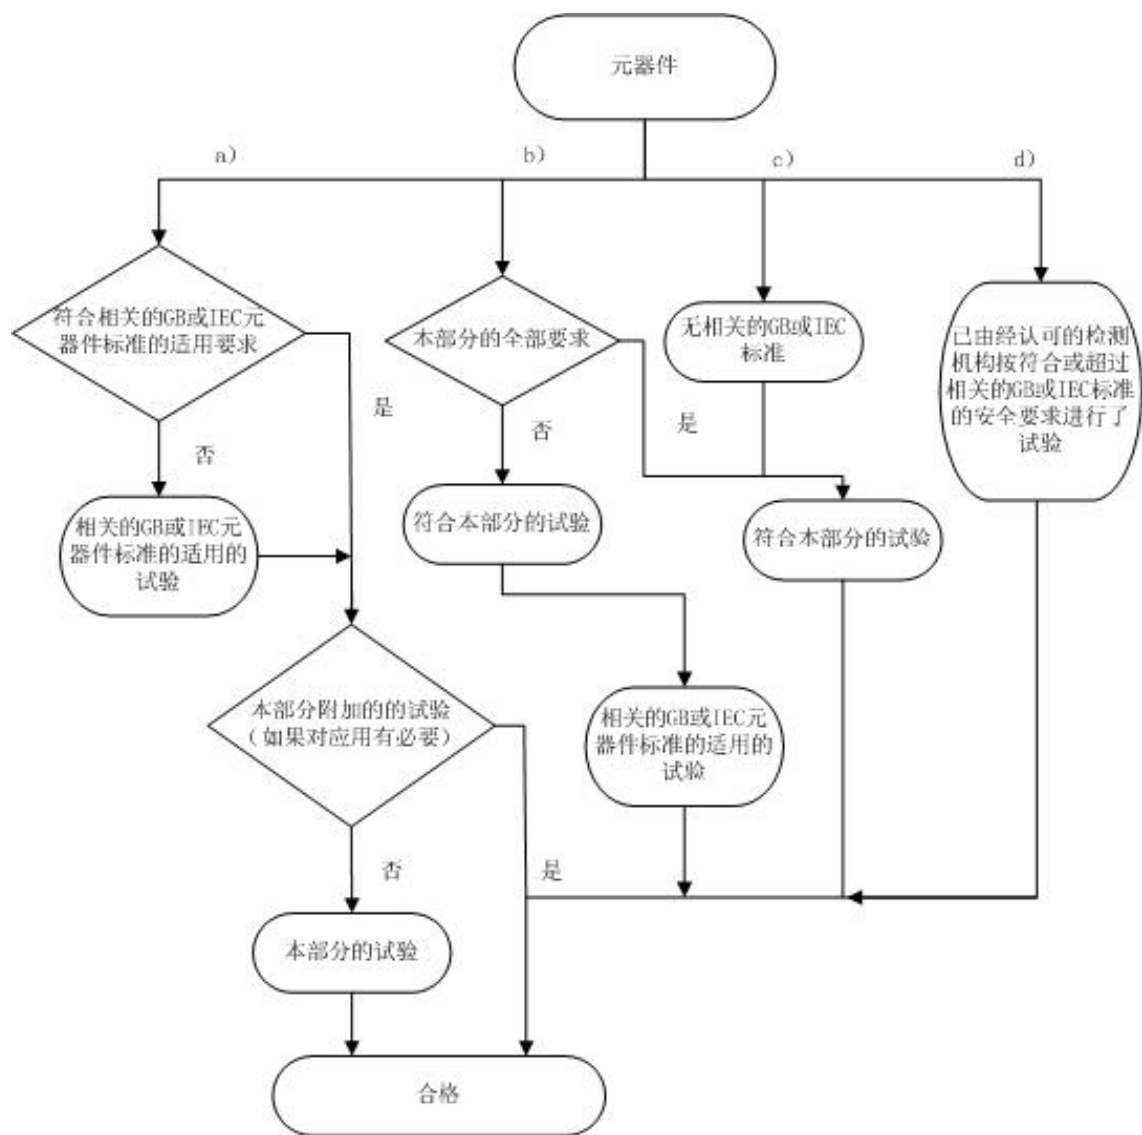 元器件
a)
b)
c)
d)
符合相关的GB或IEC元
器件标准的适用要求
本部分的全部要求
无相关的GB或IEC
标准
已由经认可的检测
机构按符合或超过
相关的GB或IEC标准
的安全要求进行了
试验
是
否
否
是
相关的GB或IEC元
器件标准的适用的
试验
符合本部分的试验
符合本部分的试验
本部分附加的的试验
(如果对应用有必要)
相关的GB或IEC元
器件标准的适用的
试验
否
是
本部分的试验
合格